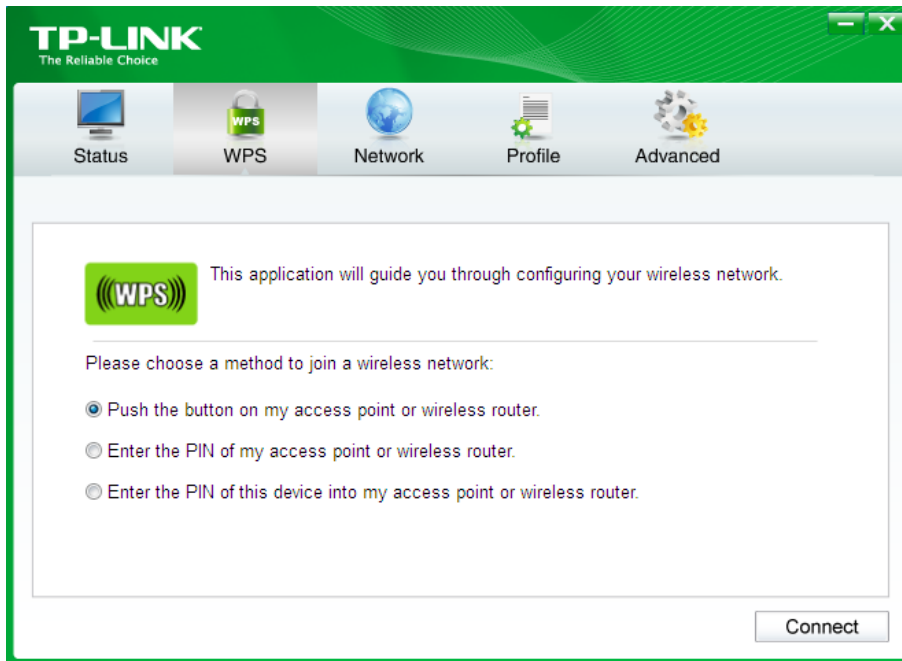 TP-LINK
The Reliable Choice
Status
WPS
WPS
Network
Profile
Advanced
WPS
This application will guide you through configuring your wireless network.
Please choose a method to join a wireless network:
Push the button on my access point or wireless router.
Enter the PIN of my access point or wireless router.
Enter the PIN of this device into my access point or wireless router.
Connect